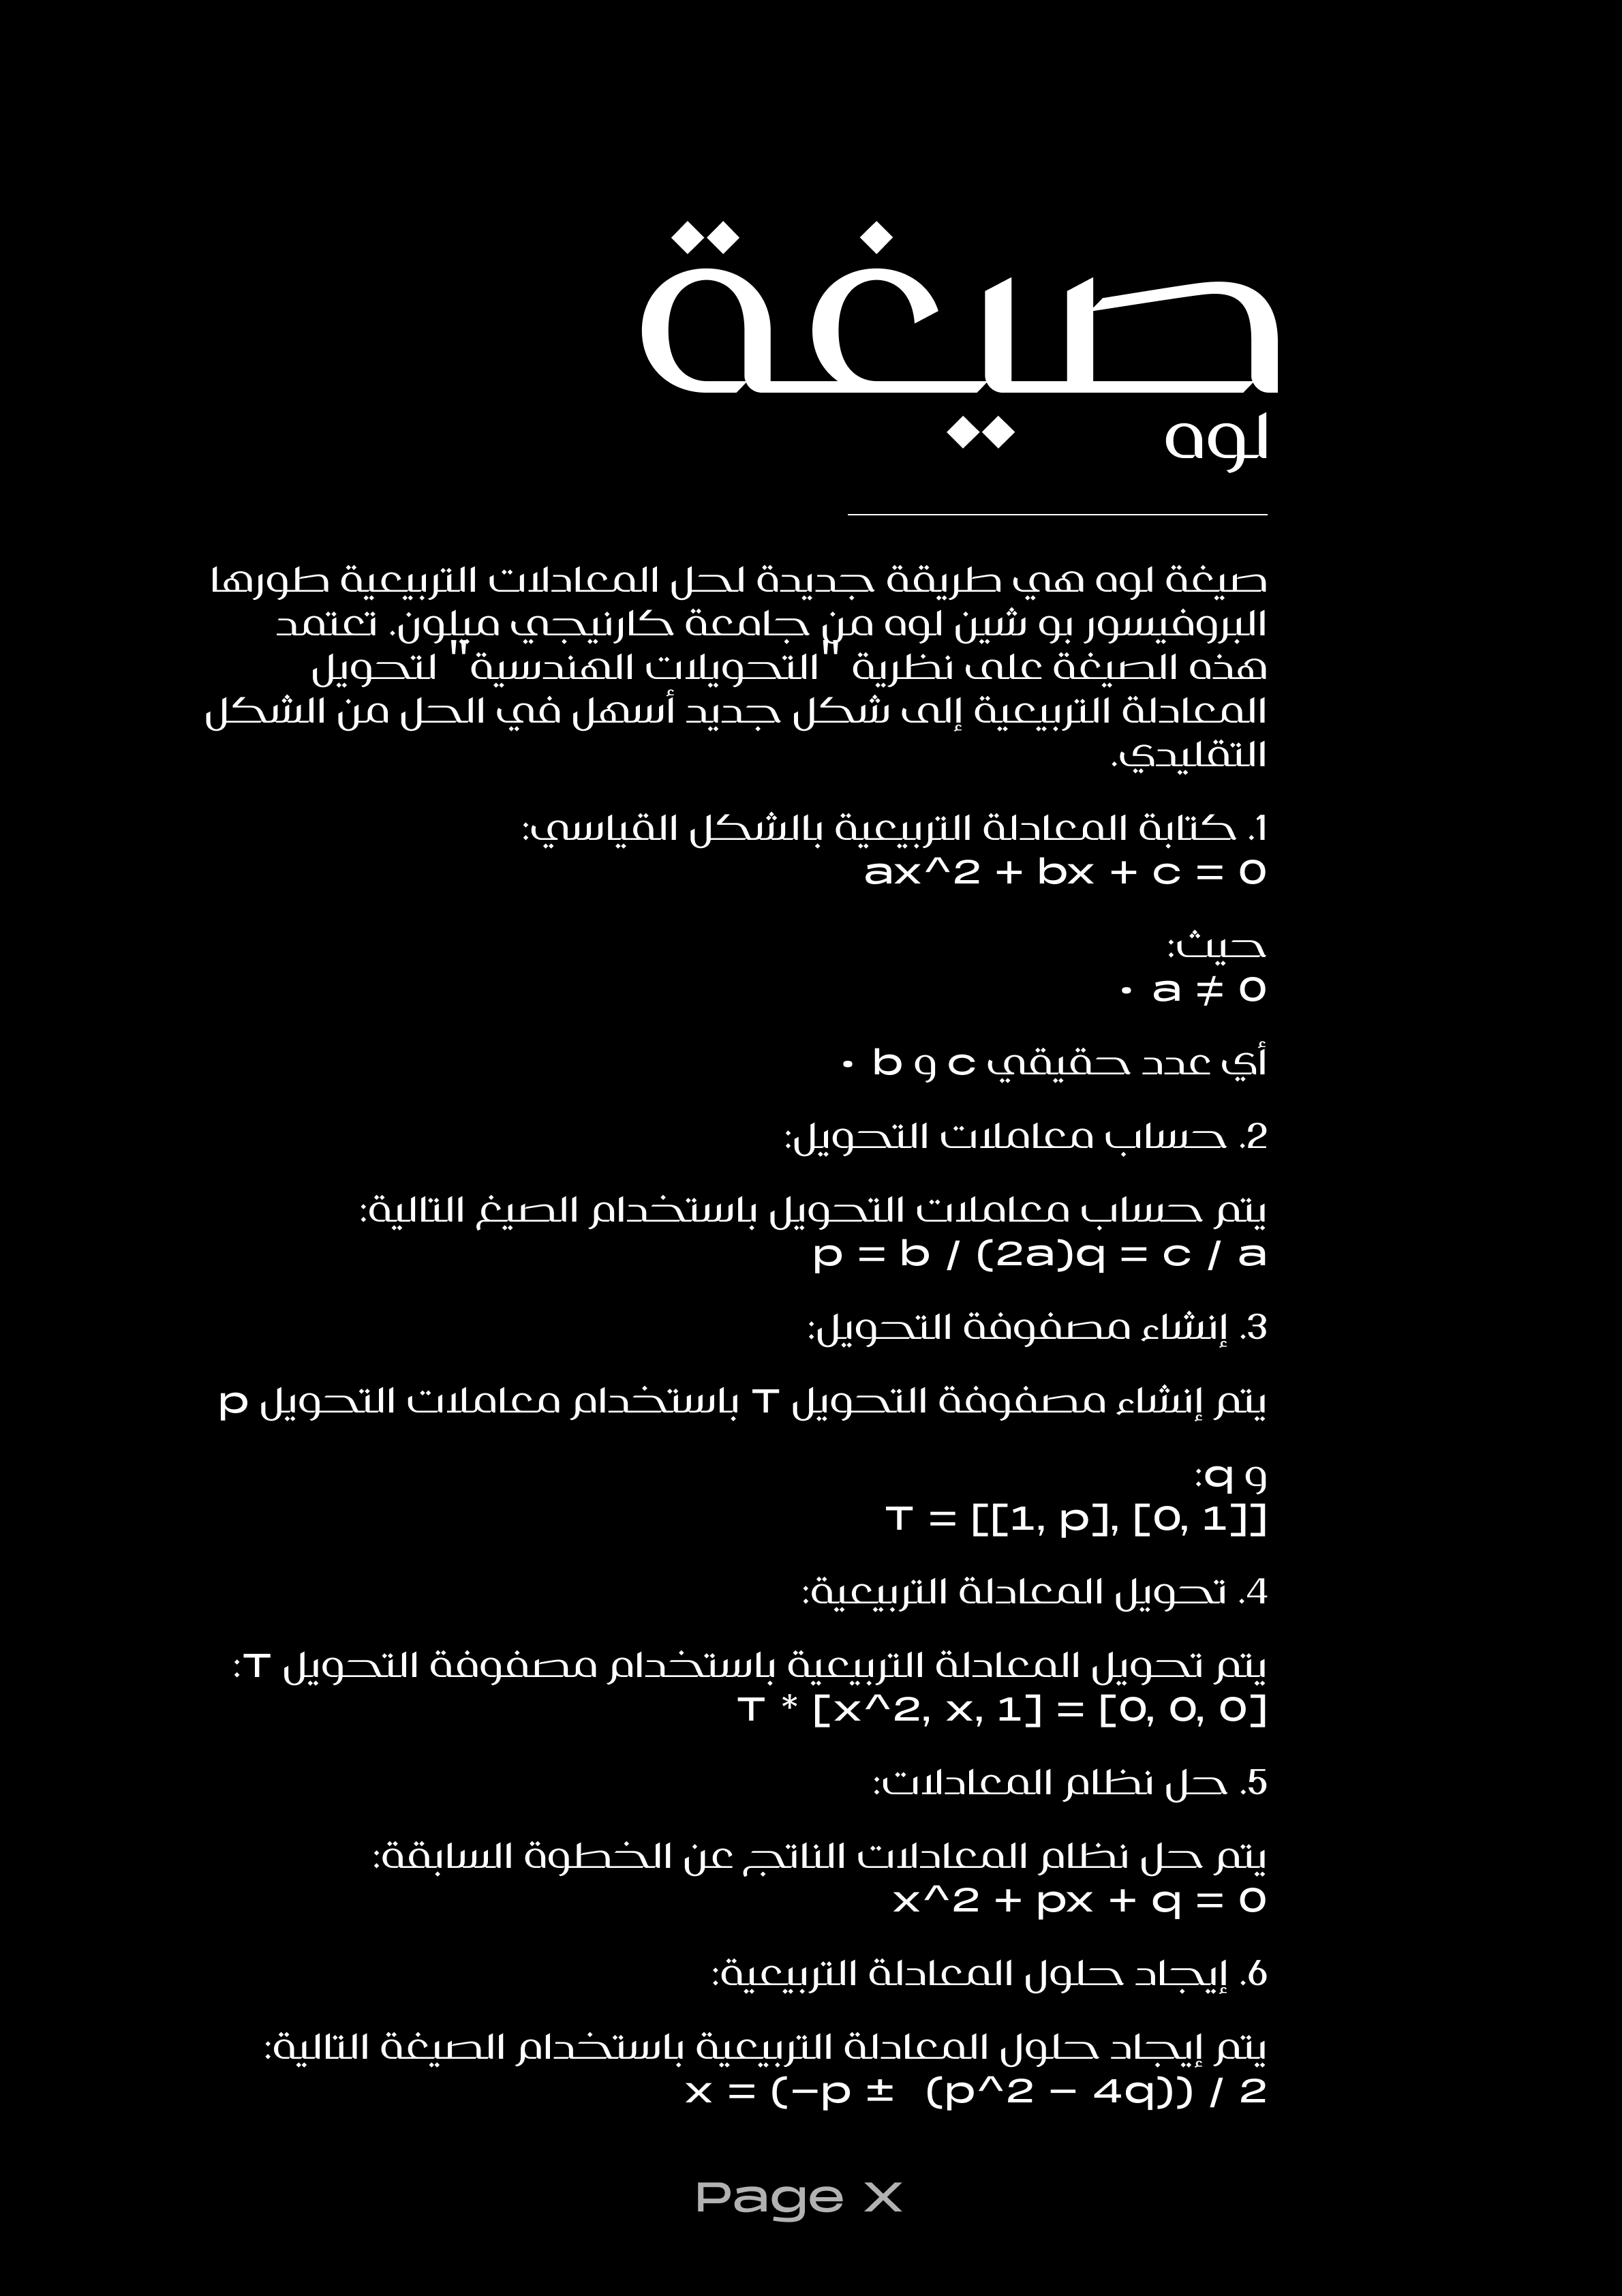 صيغة
لوه
صيغة لوه هي طريقة جديدة لحل المعادلات التربيعية طورها
البروفيسور بو شين لوه من جامعة كارنيجي ميلون. تعتمد
هذه الصيغة على نظرية "التحويلات الهندسية" لتحويل
المعادلة التربيعية إلى شكل جديد أسهل في الحل من الشكل
التقليدي.
1. كتابة المعادلة التربيعية بالشكل القياسي:
ax^2 + bx + c = 0
حيث:
• a ≠ 0
• b و c أي عدد حقيقي
2. حساب معاملات التحويل:
يتم حساب معاملات التحويل باستخدام الصيغ التالية:
p = b / (2a)q = c / a
3. إنشاء مصفوفة التحويل:
يتم إنشاء مصفوفة التحويل T باستخدام معاملات التحويل p
و q:
T = [[1, p], [0, 1]]
4. تحويل المعادلة التربيعية:
يتم تحويل المعادلة التربيعية باستخدام مصفوفة التحويل T:
T * [x^2, x, 1] = [0, 0, 0]
5. حل نظام المعادلات:
يتم حل نظام المعادلات الناتج عن الخطوة السابقة:
x^2 + px + q = 0
6. إيجاد حلول المعادلة التربيعية:
يتم إيجاد حلول المعادلة التربيعية باستخدام الصيغة التالية:
x = (−p ± (p^2 − 4q)) / 2
Page X